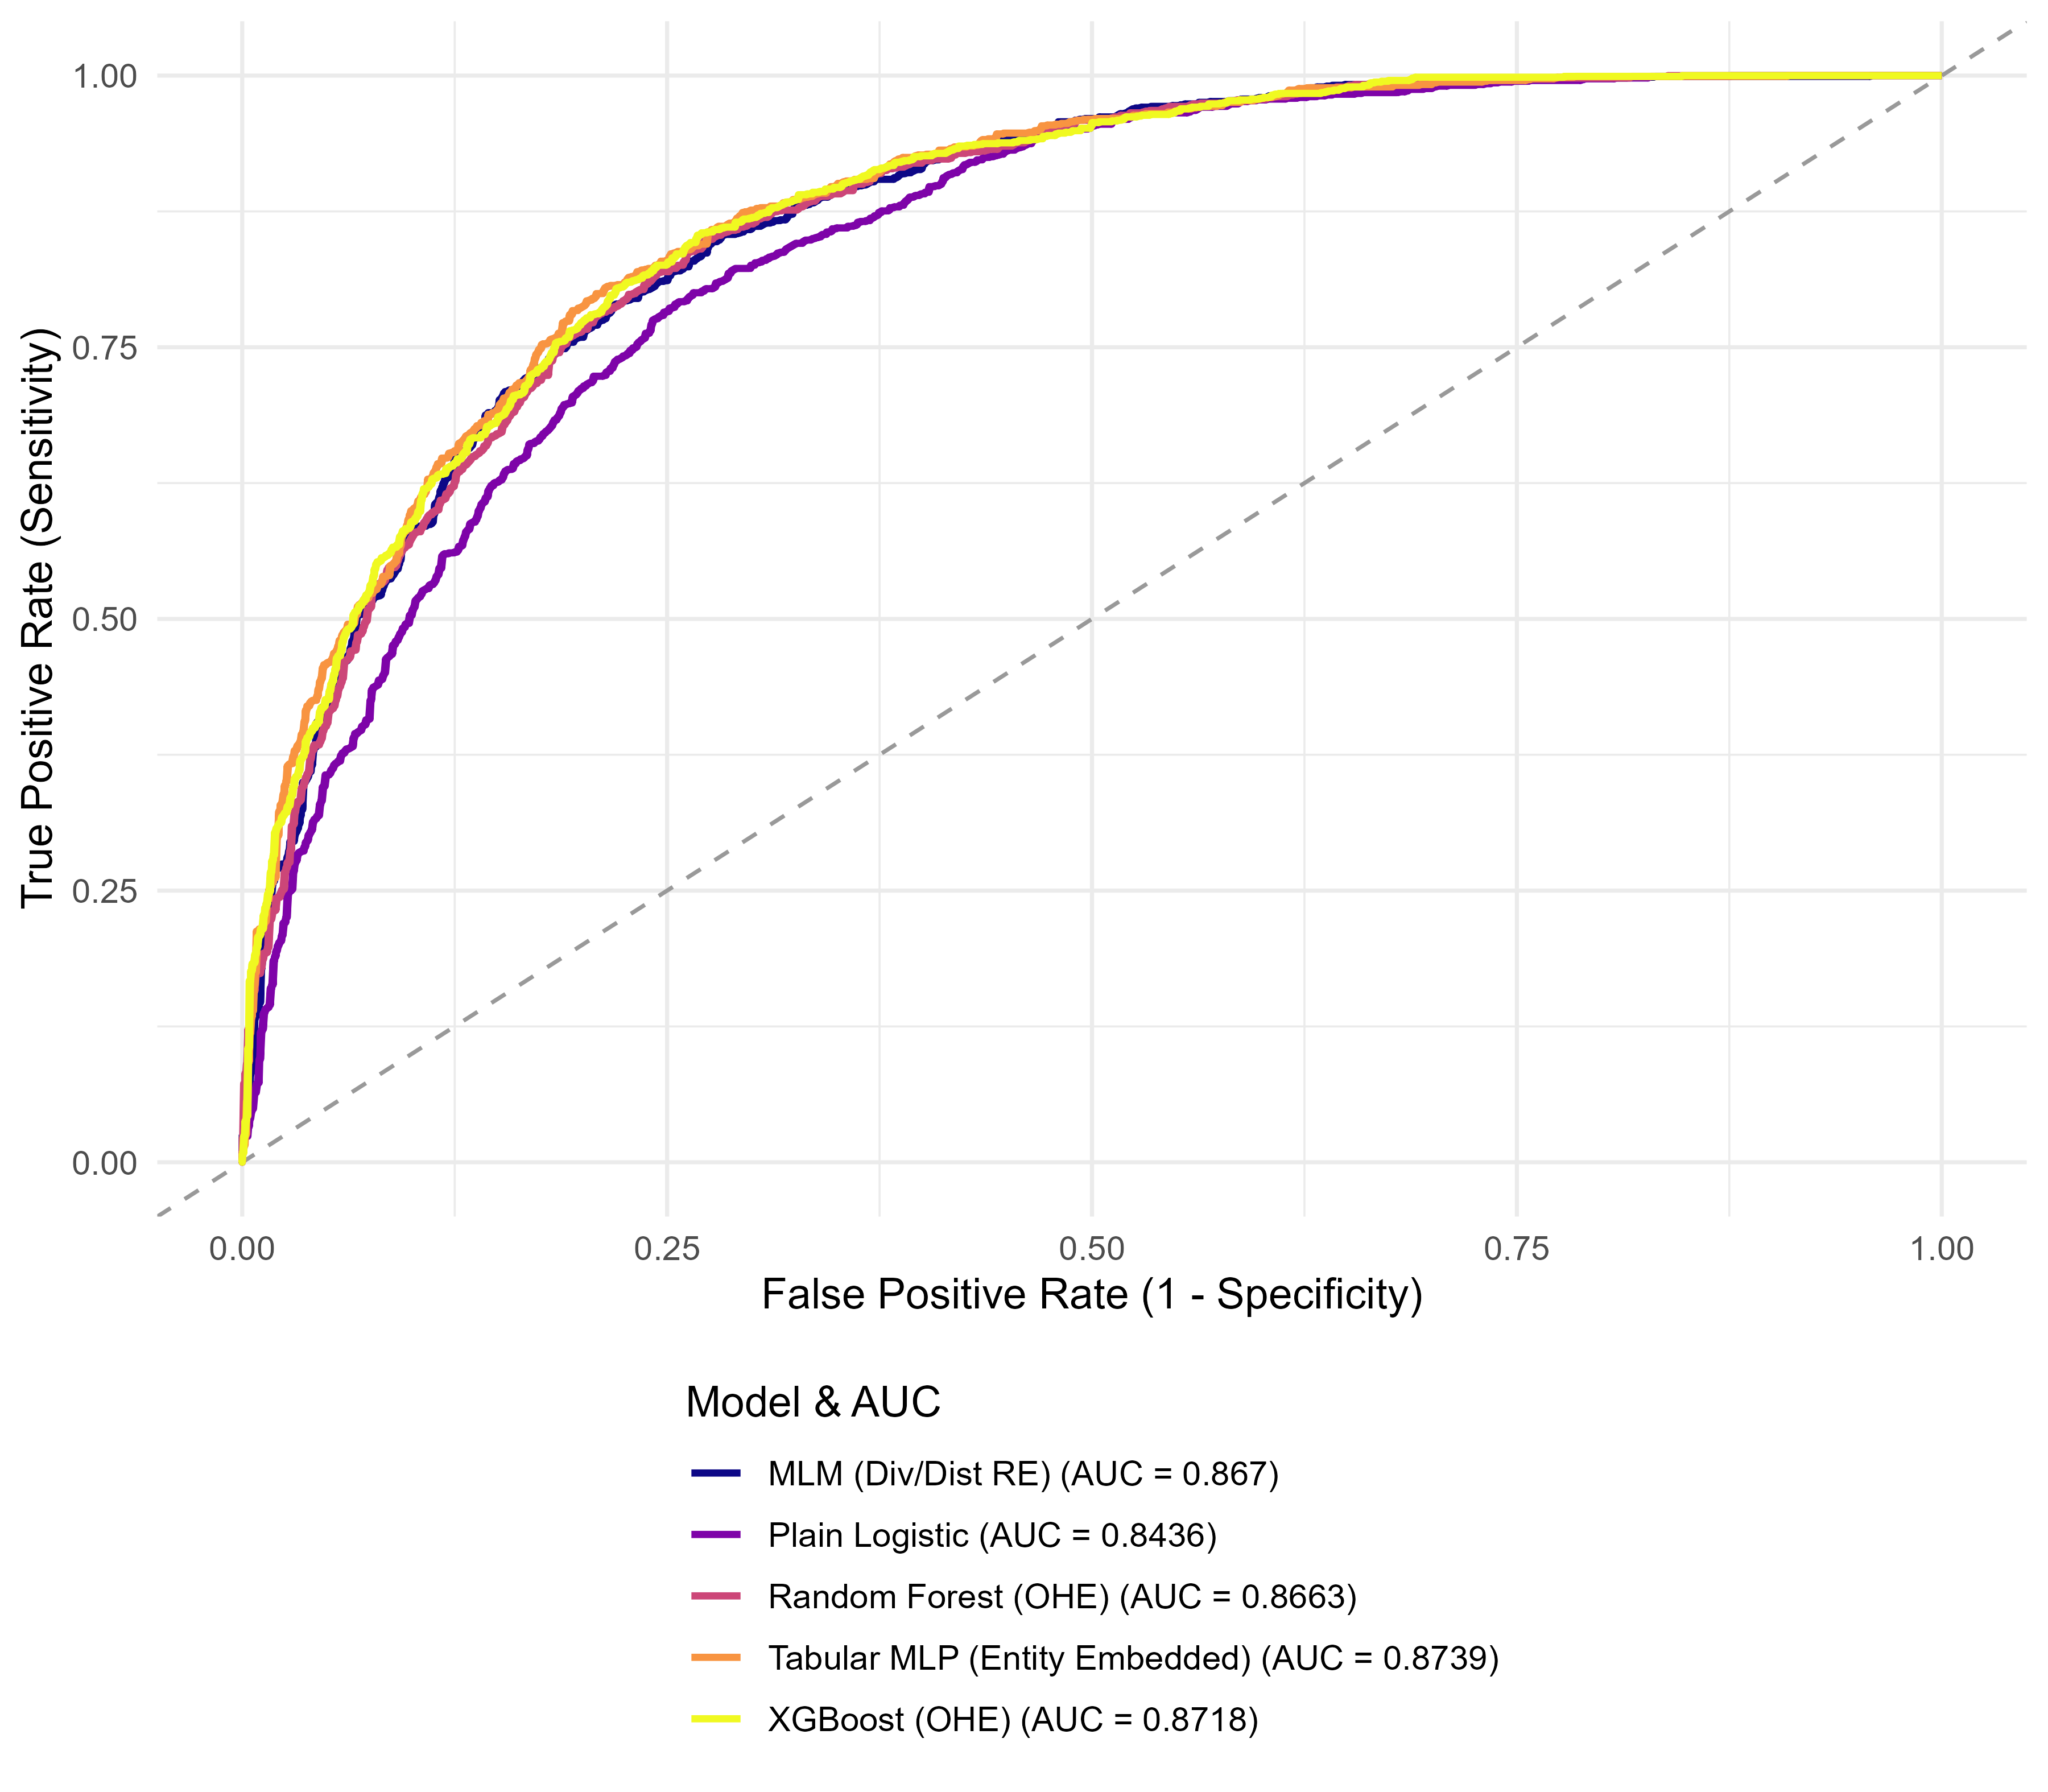 True Positive Rate (Sensitivity)
1.00
0.75
0.50
0.25
0.00
0.00 0.25 0.50 0.75 1.00
False Positive Rate (1 - Specificity)
Model & AUC
MLM (Div/Dist RE) (AUC = 0.867)
Plain Logistic (AUC = 0.8436)
Random Forest (OHE) (AUC = 0.8663)
Tabular MLP (Entity Embedded) (AUC = 0.8739)
XGBoost (OHE) (AUC = 0.8718)